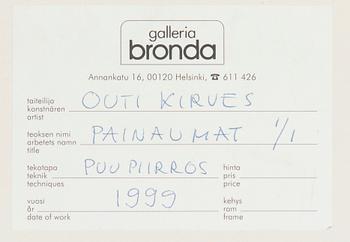 galleria
bronda
Annankatu 16, 00120 Helsinki, ☎ 611 426
taiteilija
konstnären OUTI KIRVES
artist
teoksen nimi
arbetets namn PAINAUMAT 1/1
title
tekotapa hinta
teknik PUUPIIRROS pris
techniques price
vuosi kehys
år 1999 ram
date of work frame